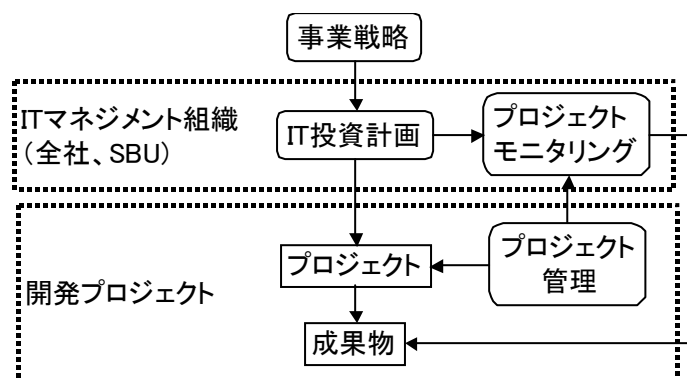 事業戦略
ITマネジメント組織
（全社、SBU）
IT投資計画
プロジェクト
モニタリング
開発プロジェクト
プロジェクト
プロジェクト
管理
成果物